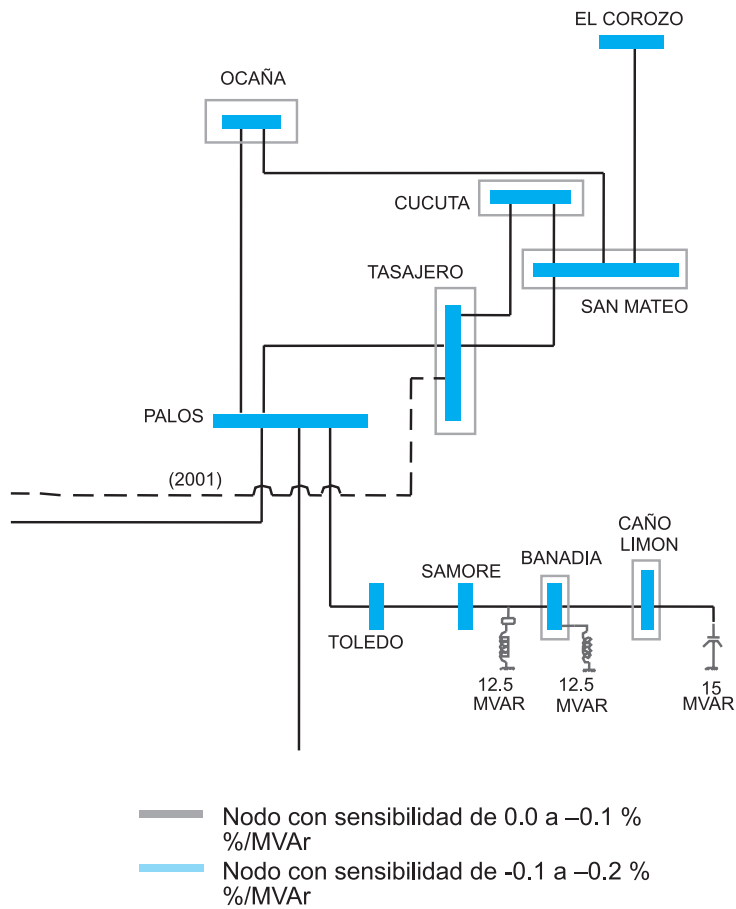 EL COROZO
OCAÑA
CUCUTA
TASAJERO
SAN MATEO
PALOS
(2001)
CAÑO
LIMON
BANADIA
SAMORE
TOLEDO
12.5
MVAR
12.5
MVAR
15
MVAR
Nodo con sensibilidad de 0.0 a –0.1 %
%/MVAr
Nodo con sensibilidad de -0.1 a –0.2 %
%/MVAr